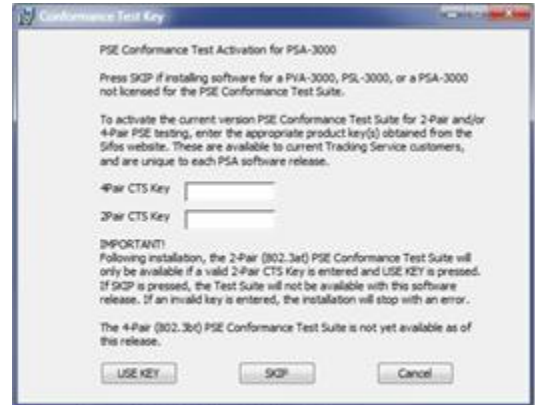 Conformance Test Key
PSE Conformance Test Activation for PSA-3000
Press SKIP if installing software for a PVA-3000, PSL-3000, or a PSA-3000
not licensed for the PSE Conformance Test Suite.
To activate the current version PSE Conformance Test Suite for 2-Pair and/or
4-Pair PSE testing, enter the appropriate product key(s) obtained from the
Sifos website. These are available to current Tracking Service customers,
and are unique to each PSA software release.
4Pair CTS Key
2Pair CTS Key
IMPORTANT!
Following installation, the 2-Pair (802.3at) PSE Conformance Test Suite will
only be available if a valid 2-Pair CTS Key is entered and USE KEY is pressed.
If SKIP is pressed, the Test Suite will not be available with this software
release. If an invalid key is entered, the installation will stop with an error.
The 4-Pair (802.3bt) PSE Conformance Test Suite is not yet available as of
this release.
USE KEY SKIP Cancel